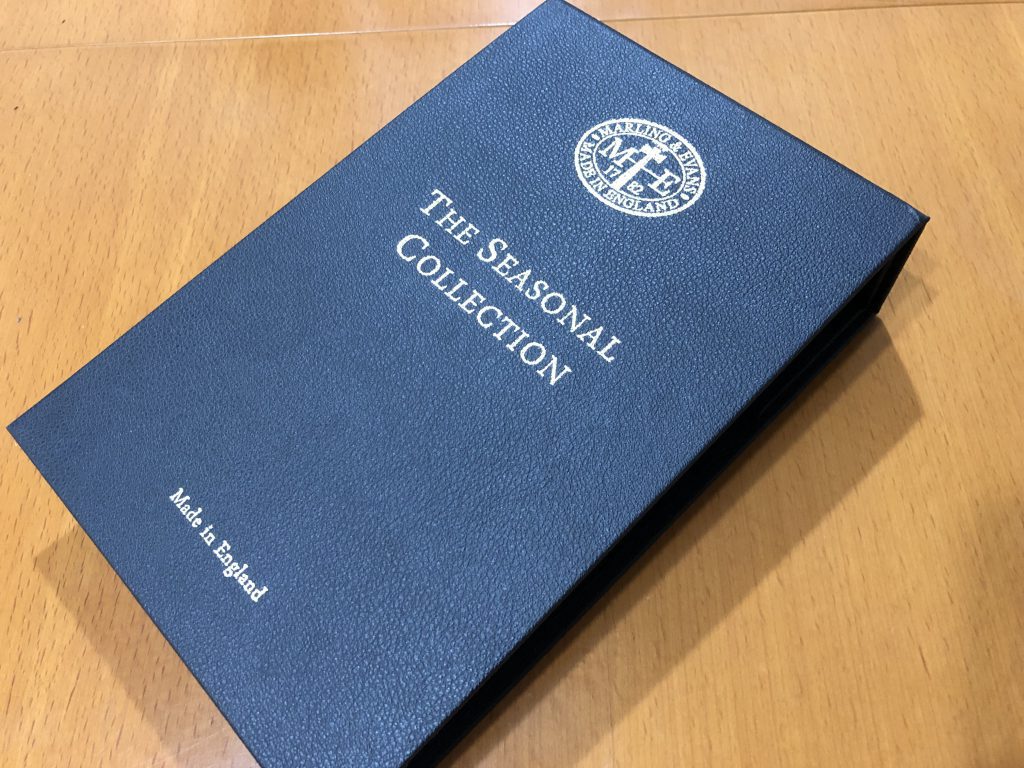 MARLING & EVANS
M E
17 82
MADE IN ENGLAND
THE SEASONAL
COLLECTION
Made in England